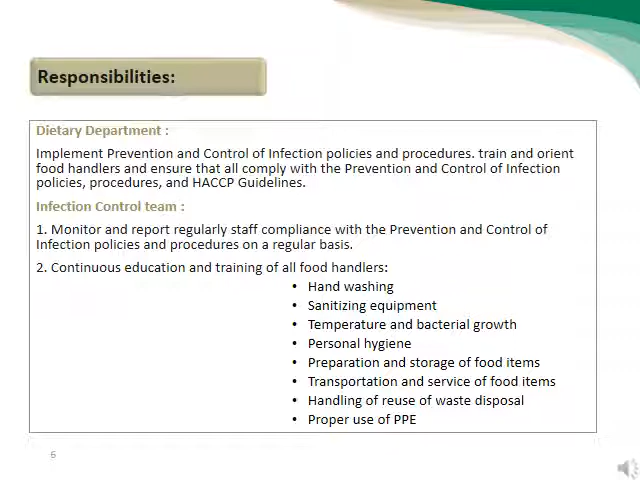 Responsibilities:
Dietary Department :
Implement Prevention and Control of Infection policies and procedures. train and orient
food handlers and ensure that all comply with the Prevention and Control of Infection
policies, procedures, and HACCP Guidelines.
Infection Control team :
1. Monitor and report regularly staff compliance with the Prevention and Control of
Infection policies and procedures on a regular basis.
2. Continuous education and training of all food handlers:
• Hand washing
• Sanitizing equipment
• Temperature and bacterial growth
• Personal hygiene
• Preparation and storage of food items
• Transportation and service of food items
• Handling of reuse of waste disposal
• Proper use of PPE
6